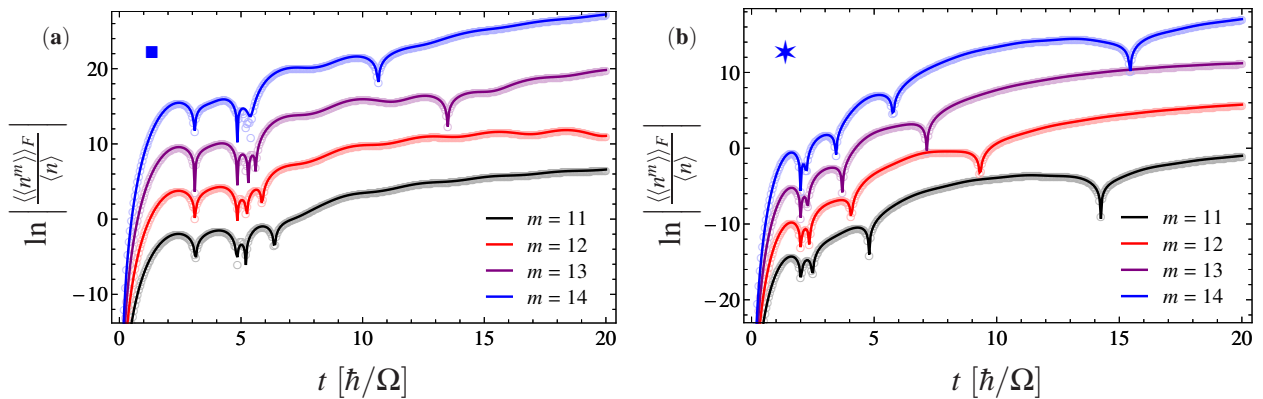 (a)
20
10
0
−10
ln | ⟨⟨n^m⟩⟩_F / ⟨n⟩ |
m = 11
m = 12
m = 13
m = 14
0 5 10 15 20
t [ħ/Ω]
(b)
10
0
−10
−20
ln | ⟨⟨n^m⟩⟩_F / ⟨n⟩ |
m = 11
m = 12
m = 13
m = 14
0 5 10 15 20
t [ħ/Ω]